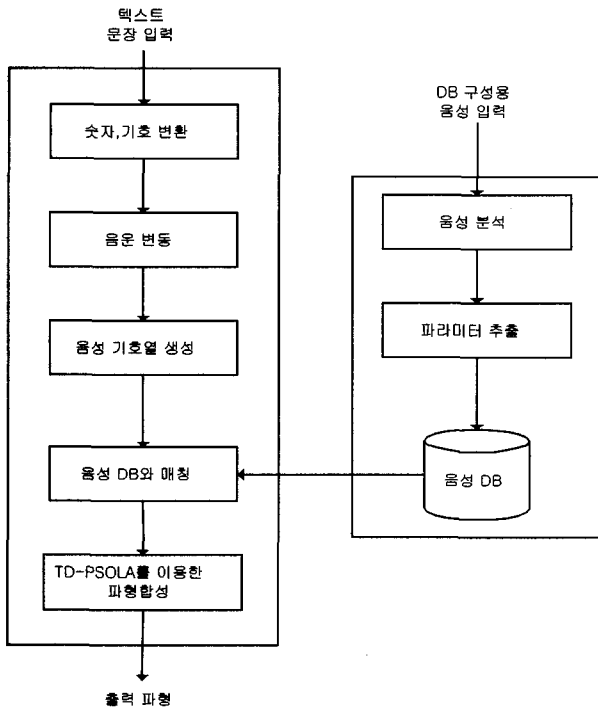 텍스트
문장 입력
숫자,기호 변환
음운 변동
음성 기호열 생성
음성 DB와 매칭
TD-PSOLA를 이용한
파형합성
출력 파형
DB 구성용
음성 입력
음성 분석
파라미터 추출
음성 DB